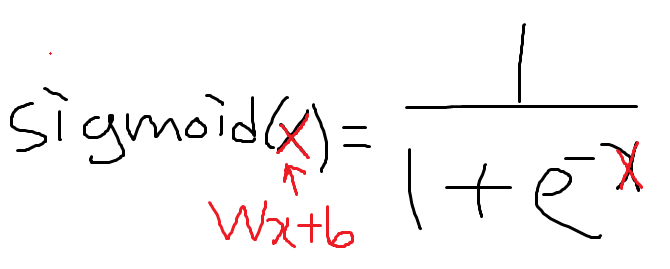 sigmoid(x) = 1 / (1 + e^-x)
↑
Wx+b